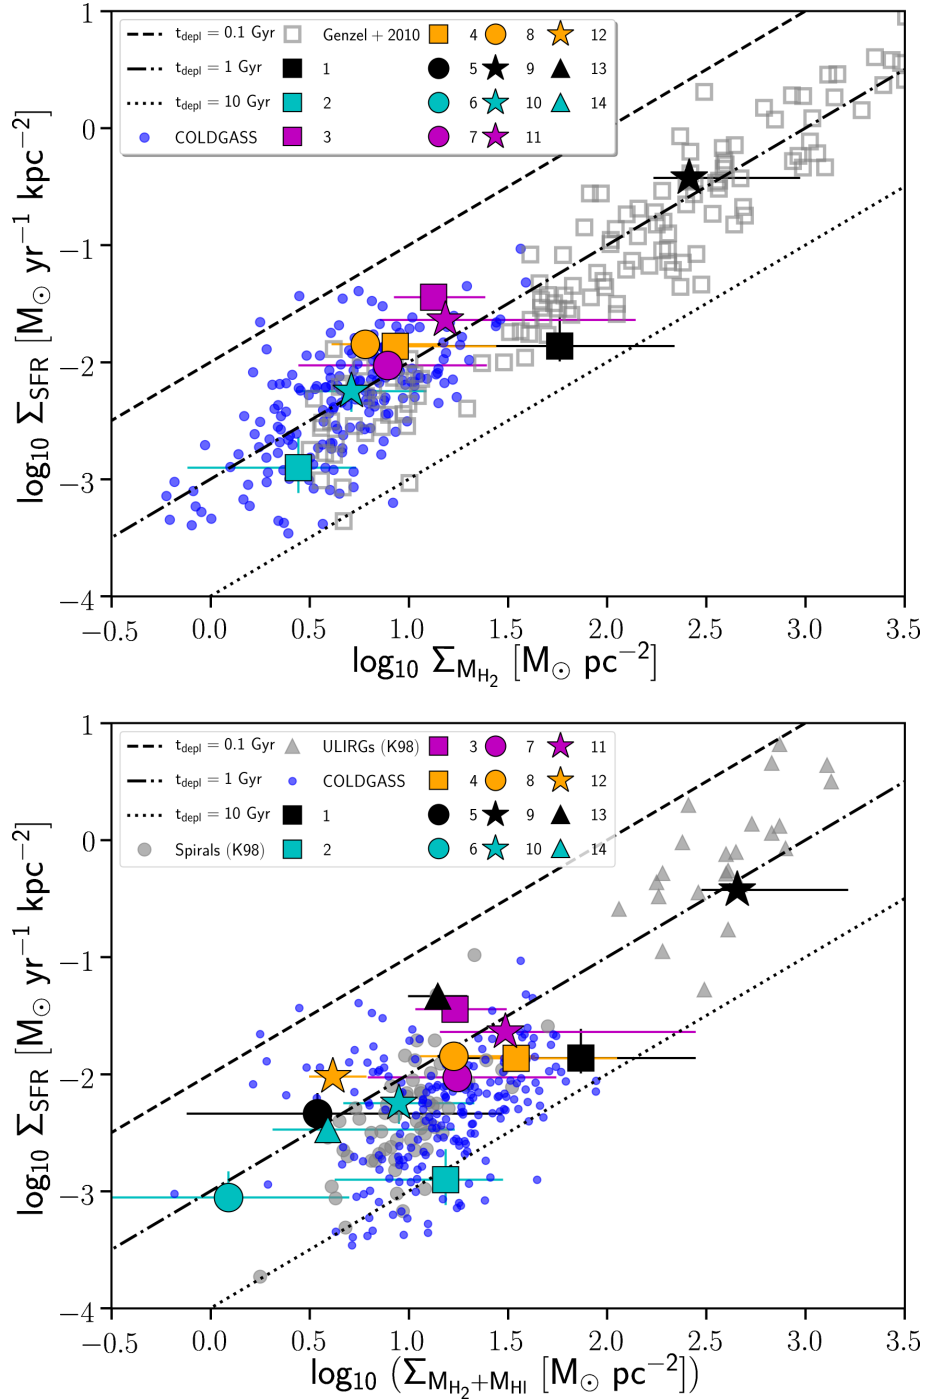 t_depl = 0.1 Gyr Genzel + 2010 4 8 12
t_depl = 1 Gyr 1 5 9 13
t_depl = 10 Gyr 2 6 10 14
COLDGASS 3 7 11
1
0
−1
−2
−3
−4
log₁₀ Σ_SFR [M⊙ yr⁻¹ kpc⁻²]
−0.5 0.0 0.5 1.0 1.5 2.0 2.5 3.0 3.5
log₁₀ Σ_M_H₂ [M⊙ pc⁻²]
t_depl = 0.1 Gyr ULIRGs (K98) 3 7 11
t_depl = 1 Gyr COLDGASS 4 8 12
t_depl = 10 Gyr 1 5 9 13
Spirals (K98) 2 6 10 14
1
0
−1
−2
−3
−4
log₁₀ Σ_SFR [M⊙ yr⁻¹ kpc⁻²]
−0.5 0.0 0.5 1.0 1.5 2.0 2.5 3.0 3.5
log₁₀ (Σ_M_H₂+M_HI [M⊙ pc⁻²])